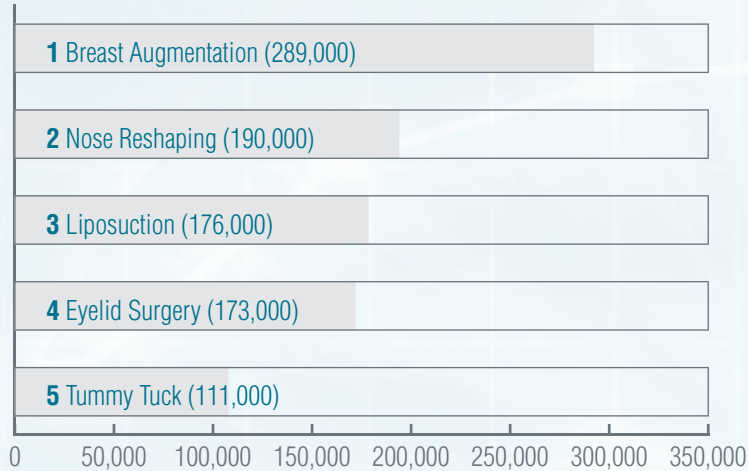 1 Breast Augmentation (289,000)
2 Nose Reshaping (190,000)
3 Liposuction (176,000)
4 Eyelid Surgery (173,000)
5 Tummy Tuck (111,000)
0 50,000 100,000 150,000 200,000 250,000 300,000 350,000